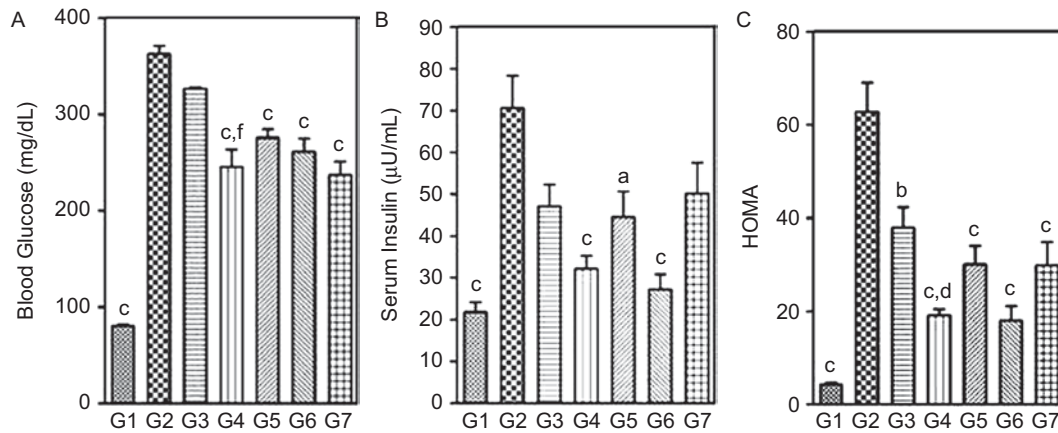 A
Blood Glucose (mg/dL)
400
300
200
100
0
c
c,f
c
c
c
G1 G2 G3 G4 G5 G6 G7
B
Serum Insulin (µU/mL)
90
80
70
60
50
40
30
20
10
0
c
c
a
c
G1 G2 G3 G4 G5 G6 G7
C
HOMA
80
60
40
20
0
c
b
c,d
c
c
c
G1 G2 G3 G4 G5 G6 G7